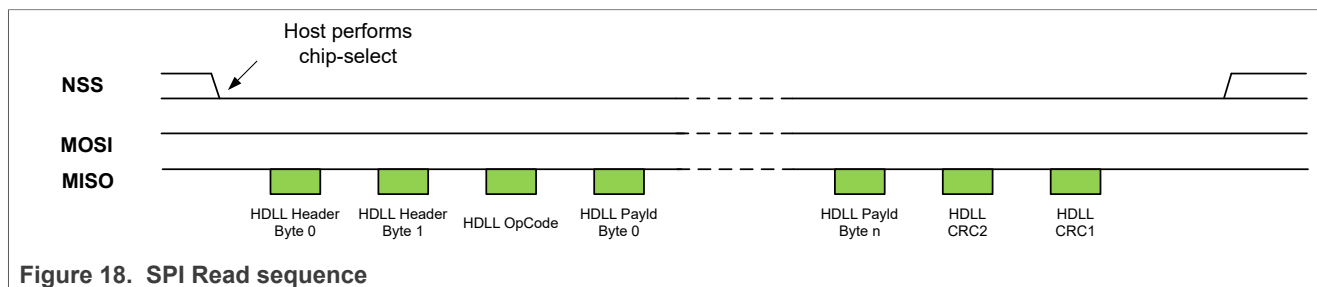 Host performs
chip-select
NSS
MOSI
MISO
HDLL Header
Byte 0
HDLL Header
Byte 1
HDLL OpCode
HDLL Payld
Byte 0
HDLL Payld
Byte n
HDLL
CRC2
HDLL
CRC1
Figure 18. SPI Read sequence